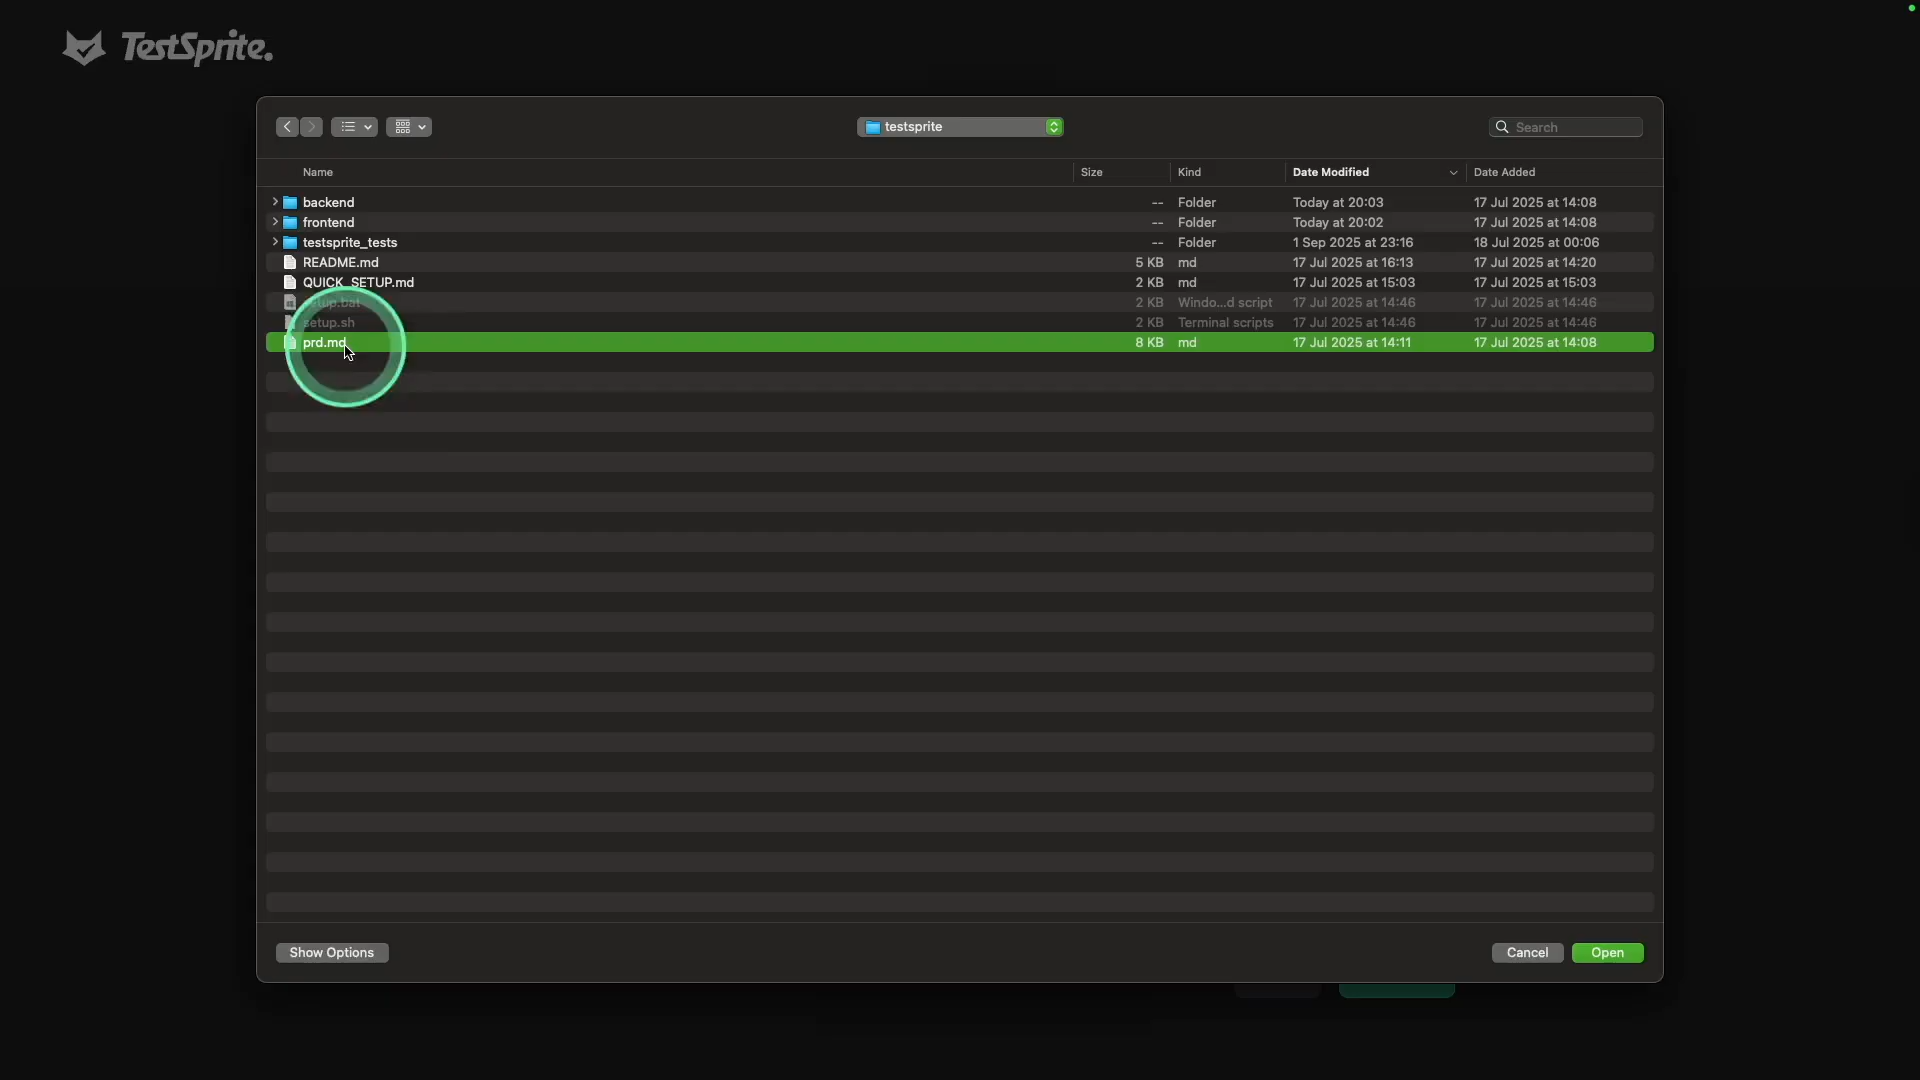 TestSprite.
testsprite
Search
Name Size Kind Date Modified Date Added
backend -- Folder Today at 20:03 17 Jul 2025 at 14:08
frontend -- Folder Today at 20:02 17 Jul 2025 at 14:08
testsprite_tests -- Folder 1 Sep 2025 at 23:16 18 Jul 2025 at 00:06
README.md 5 KB md 17 Jul 2025 at 16:13 17 Jul 2025 at 14:20
QUICK_SETUP.md 2 KB md 17 Jul 2025 at 15:03 17 Jul 2025 at 15:03
setup.bat 2 KB Windo...d script 17 Jul 2025 at 14:46 17 Jul 2025 at 14:46
setup.sh 2 KB Terminal scripts 17 Jul 2025 at 14:46 17 Jul 2025 at 14:46
prd.md 8 KB md 17 Jul 2025 at 14:11 17 Jul 2025 at 14:08
Show Options Cancel Open